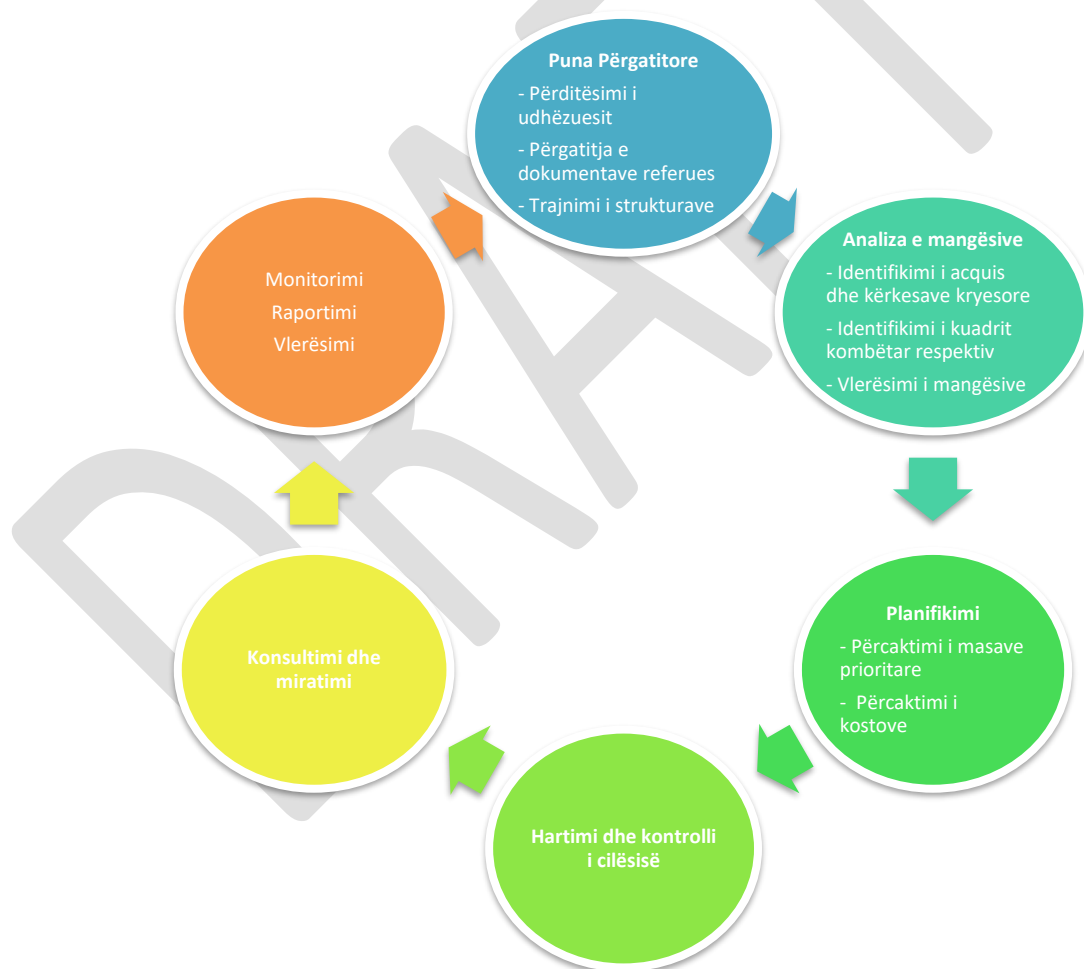 Puna Përgatitore
- Përditësimi i
udhëzuesit
- Përgatitja e
dokumentave referues
- Trajnimi i strukturave
Analiza e mangësive
- Identifikimi i acquis
dhe kërkesave kryesore
- Identifikimi i kuadrit
kombëtar respektiv
- Vlerësimi i mangësive
Planifikimi
- Përcaktimi i masave
prioritare
- Përcaktimi i
kostove
Hartimi dhe kontrolli
i cilësisë
Konsultimi dhe
miratimi
Monitorimi
Raportimi
Vlerësimi
DRAFT